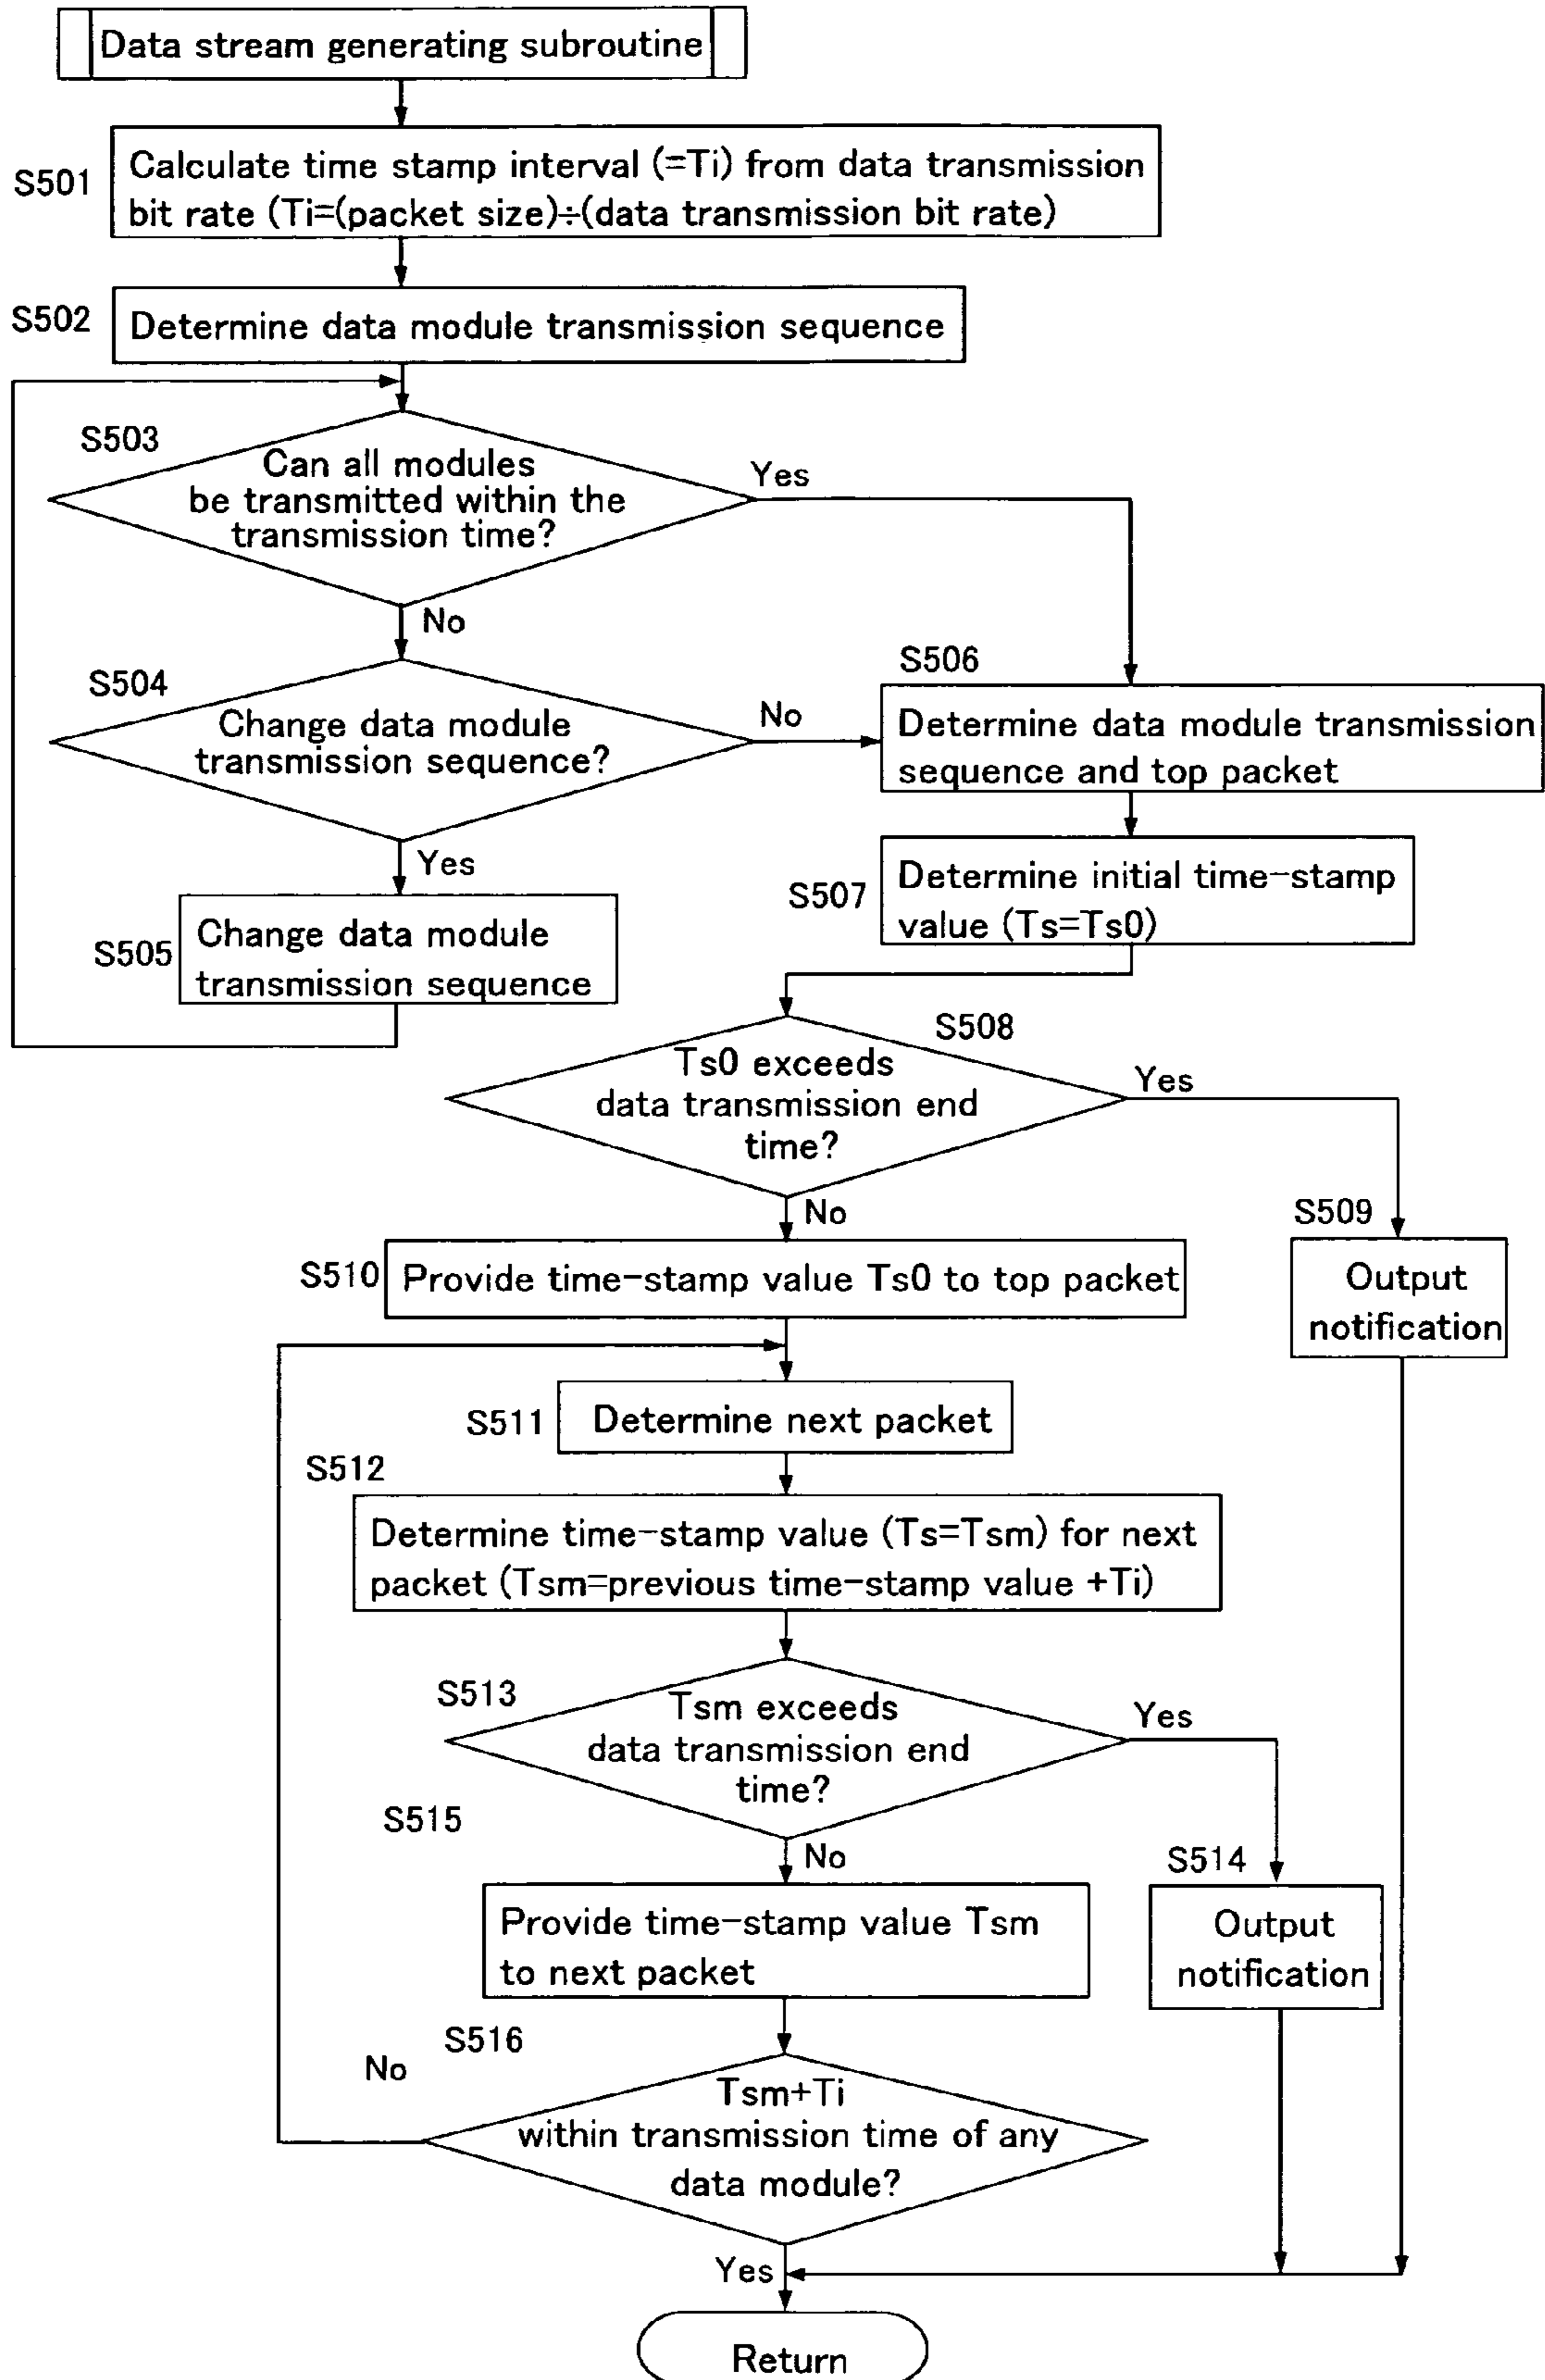 Data stream generating subroutine
S501
Calculate time stamp interval (=Ti) from data transmission
bit rate (Ti=(packet size)÷(data transmission bit rate)
S502
Determine data module transmission sequence
S503
Can all modules
be transmitted within the
transmission time?
Yes
No
S504
Change data module
transmission sequence?
No
Yes
S505
Change data module
transmission sequence
S506
Determine data module transmission
sequence and top packet
S507
Determine initial time-stamp
value (Ts=Ts0)
S508
Ts0 exceeds
data transmission end
time?
Yes
No
S509
Output
notification
S510
Provide time-stamp value Ts0 to top packet
S511
Determine next packet
S512
Determine time-stamp value (Ts=Tsm) for next
packet (Tsm=previous time-stamp value +Ti)
S513
Tsm exceeds
data transmission end
time?
Yes
No
S514
Output
notification
S515
Provide time-stamp value Tsm
to next packet
S516
No
Tsm+Ti
within transmission time of any
data module?
Yes
Return